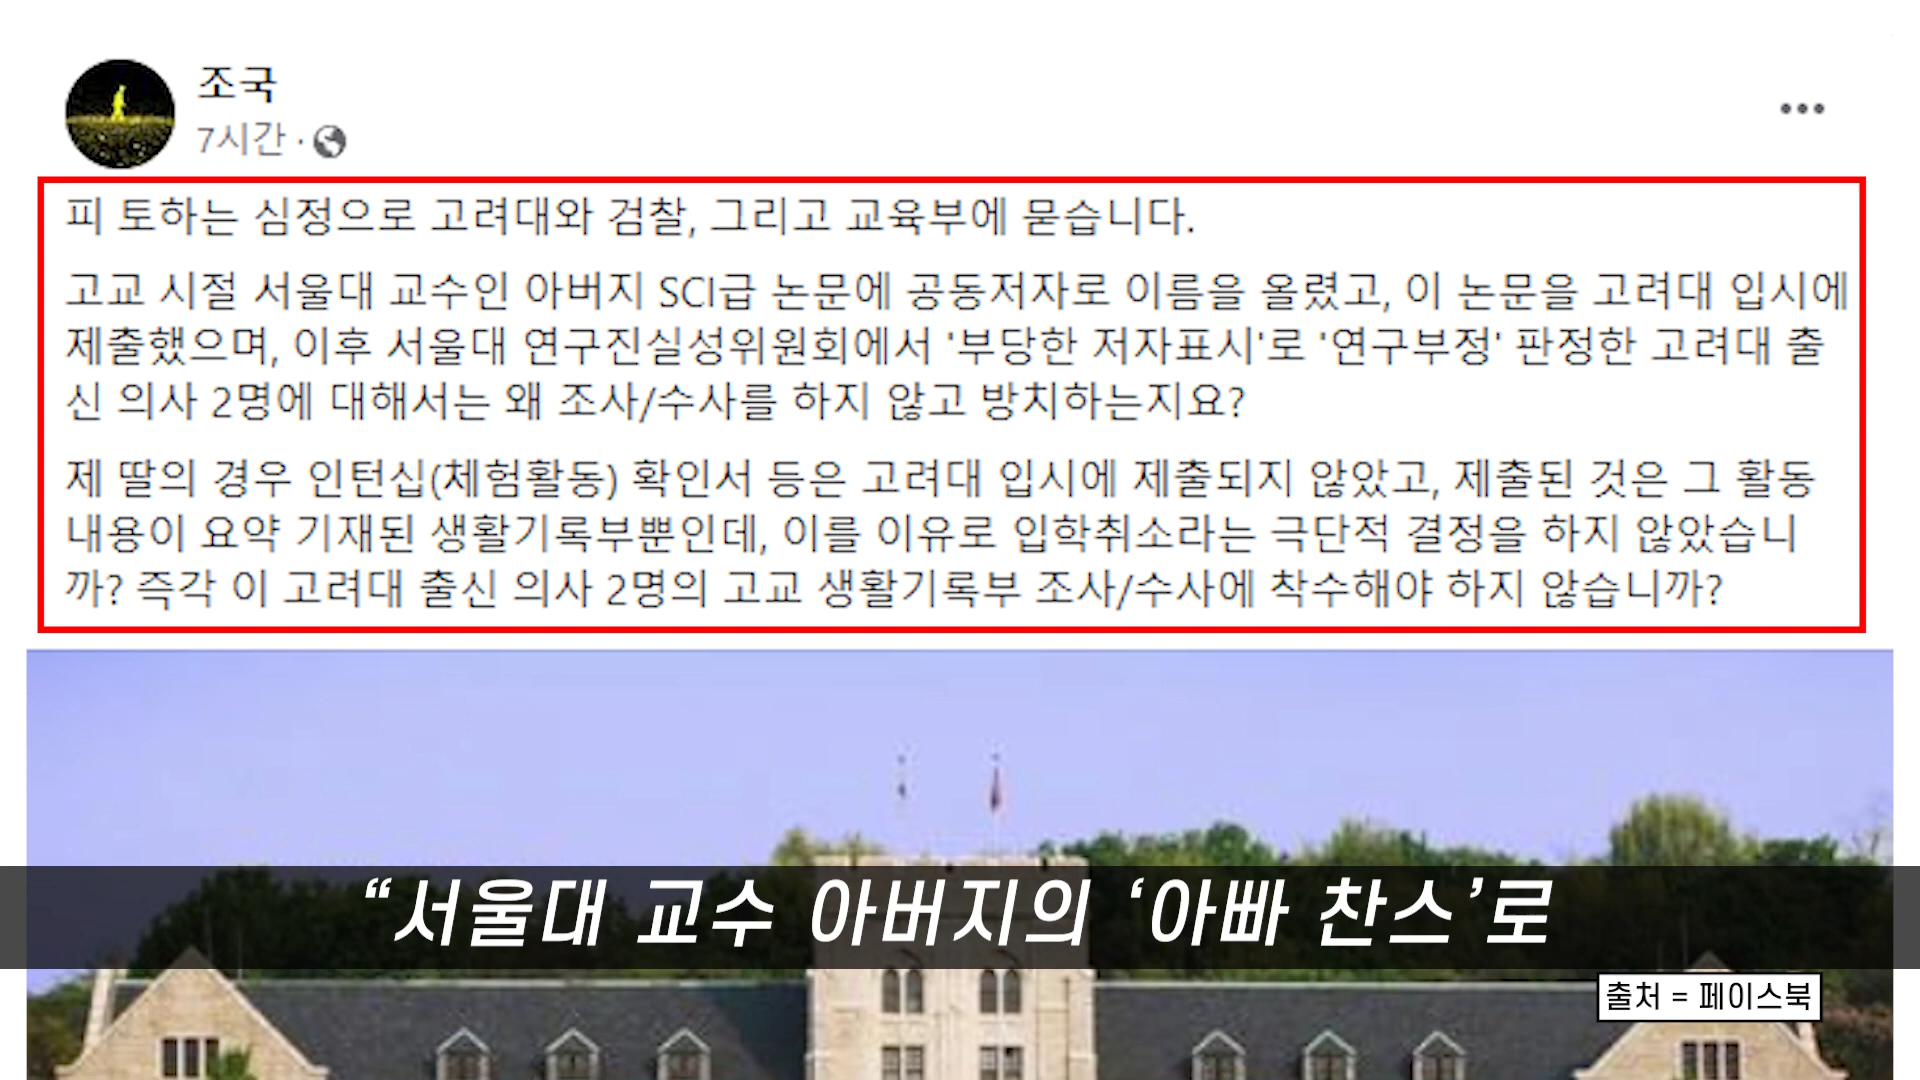 조국
7시간 ·
피 토하는 심정으로 고려대와 검찰, 그리고 교육부에 묻습니다.
고교 시절 서울대 교수인 아버지 SCI급 논문에 공동저자로 이름을 올렸고, 이 논문을 고려대 입시에
제출했으며, 이후 서울대 연구진실성위원회에서 '부당한 저자표시'로 '연구부정' 판정한 고려대 출
신 의사 2명에 대해서는 왜 조사/수사를 하지 않고 방치하는지요?
제 딸의 경우 인턴십(체험활동) 확인서 등은 고려대 입시에 제출되지 않았고, 제출된 것은 그 활동
내용이 요약 기재된 생활기록부뿐인데, 이를 이유로 입학취소라는 극단적 결정을 하지 않았습니
까? 즉각 이 고려대 출신 의사 2명의 고교 생활기록부 조사/수사에 착수해야 하지 않습니까?
“서울대 교수 아버지의 ‘아빠 찬스’로
출처 = 페이스북